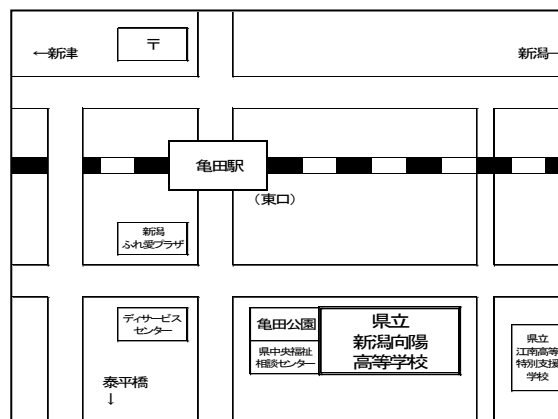 ←新津
〒
新潟
亀田駅
(東口)
新潟
ふれ愛プラザ
デイサービス
センター
亀田公園
県中央福祉
相談センター
県立
新潟向陽
高等学校
県立
江南高等
特別支援
学校
泰平橋
↓